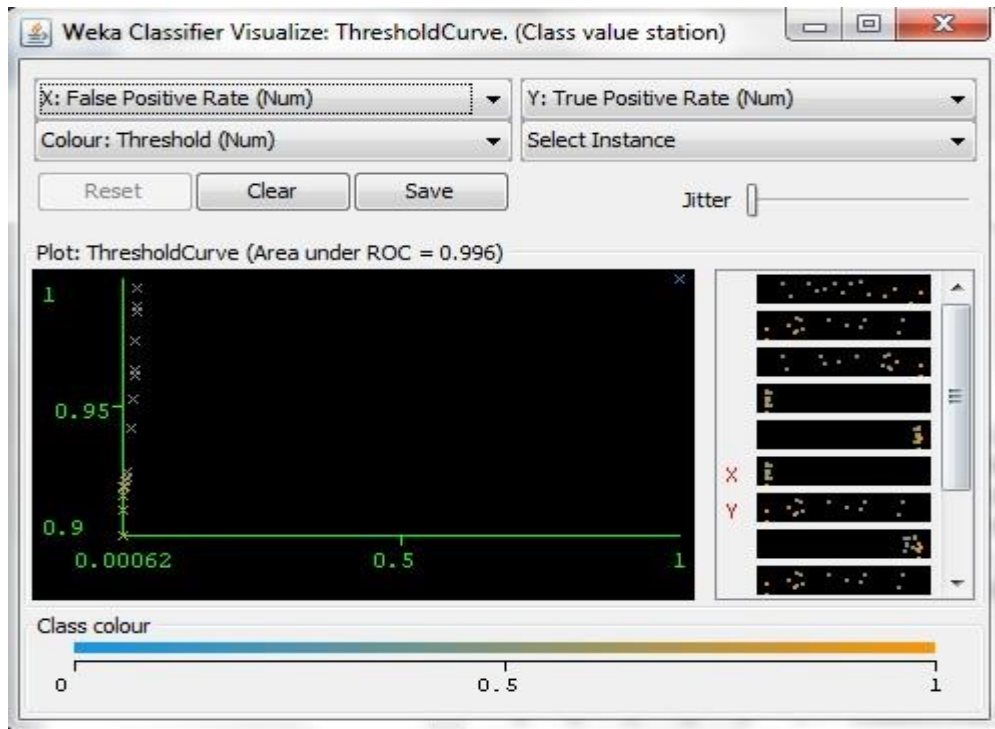 Weka Classifier Visualize: ThresholdCurve. (Class value station)
X: False Positive Rate (Num)
Y: True Positive Rate (Num)
Colour: Threshold (Num)
Select Instance
Reset
Clear
Save
Jitter
Plot: ThresholdCurve (Area under ROC = 0.996)
1
0.95
0.9
0.00062
0.5
1
X
Y
Class colour
0
0.5
1